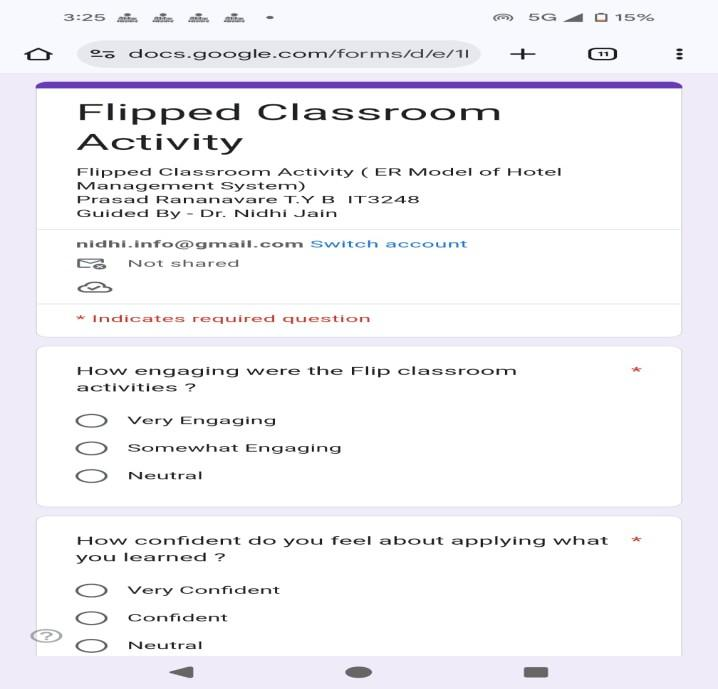 3:25
5G 15%
docs.google.com/forms/d/e/1
11
Flipped Classroom
Activity
Flipped Classroom Activity ( ER Model of Hotel
Management System)
Prasad Rananavare T.Y B IT3248
Guided By - Dr. Nidhi Jain
nidhi.info@gmail.com Switch account
Not shared
* Indicates required question
How engaging were the Flip classroom *
activities ?
Very Engaging
Somewhat Engaging
Neutral
How confident do you feel about applying what *
you learned ?
Very Confident
Confident
Neutral
?